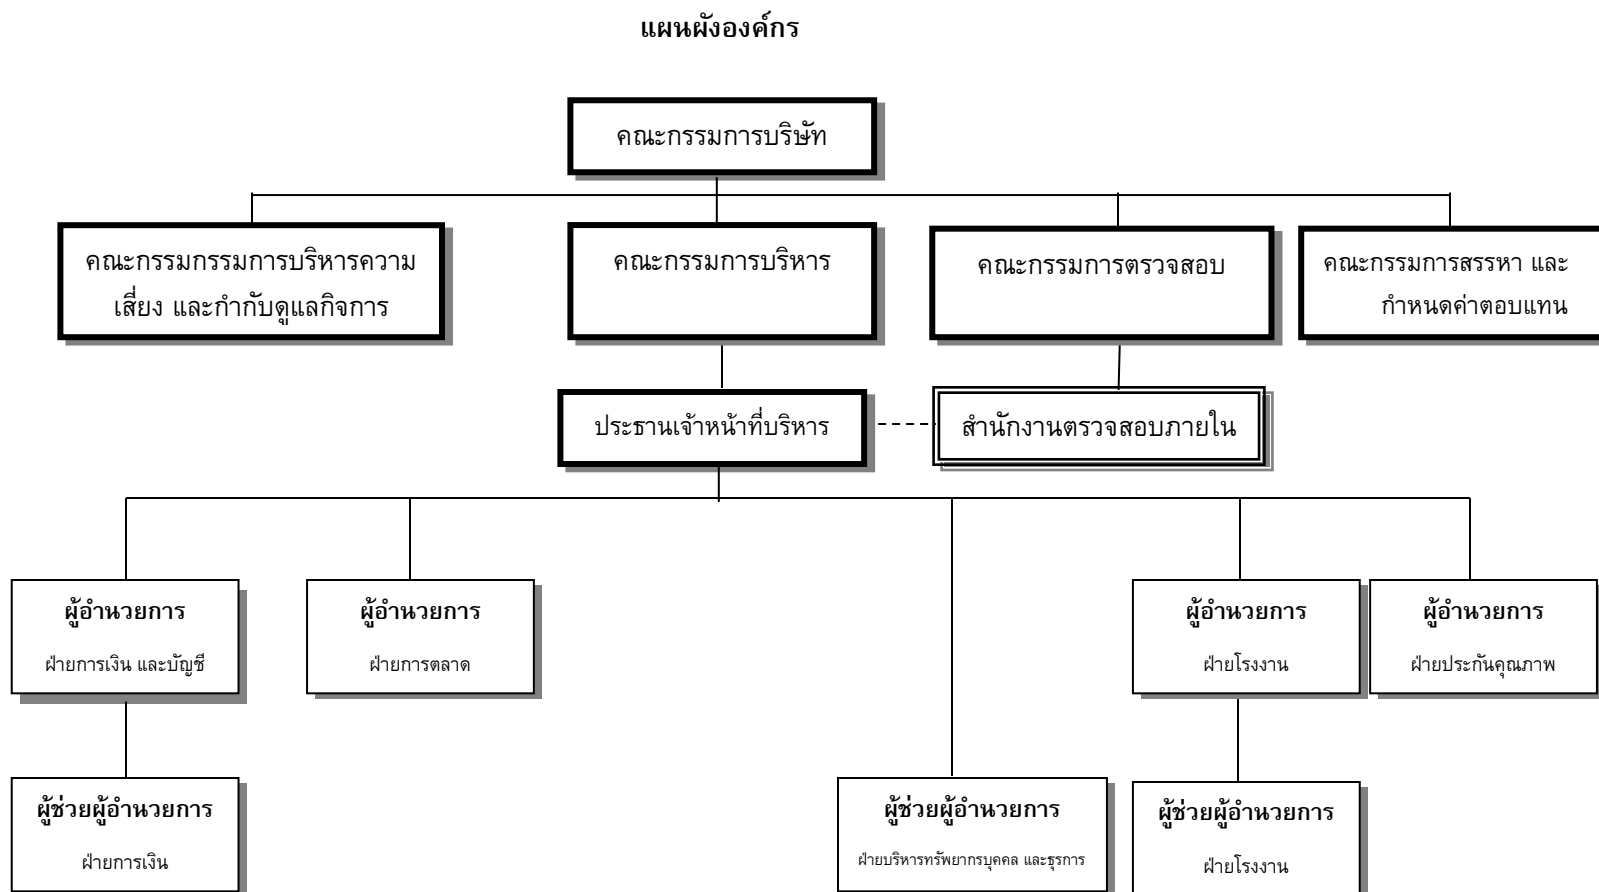 แผนผังองค์กร
คณะกรรมการบริษัท
คณะกรรมกรรมการบริหารความ
เสี่ยง และกำกับดูแลกิจการ
คณะกรรมการบริหาร
คณะกรรมการตรวจสอบ
คณะกรรมการสรรหา และ
กำหนดค่าตอบแทน
ประธานเจ้าหน้าที่บริหาร
สำนักงานตรวจสอบภายใน
ผู้อำนวยการ
ฝ่ายการเงิน และบัญชี
ผู้อำนวยการ
ฝ่ายการตลาด
ผู้อำนวยการ
ฝ่ายโรงงาน
ผู้อำนวยการ
ฝ่ายประกันคุณภาพ
ผู้ช่วยผู้อำนวยการ
ฝ่ายการเงิน
ผู้ช่วยผู้อำนวยการ
ฝ่ายบริหารทรัพยากรบุคคล และธุรการ
ผู้ช่วยผู้อำนวยการ
ฝ่ายโรงงาน